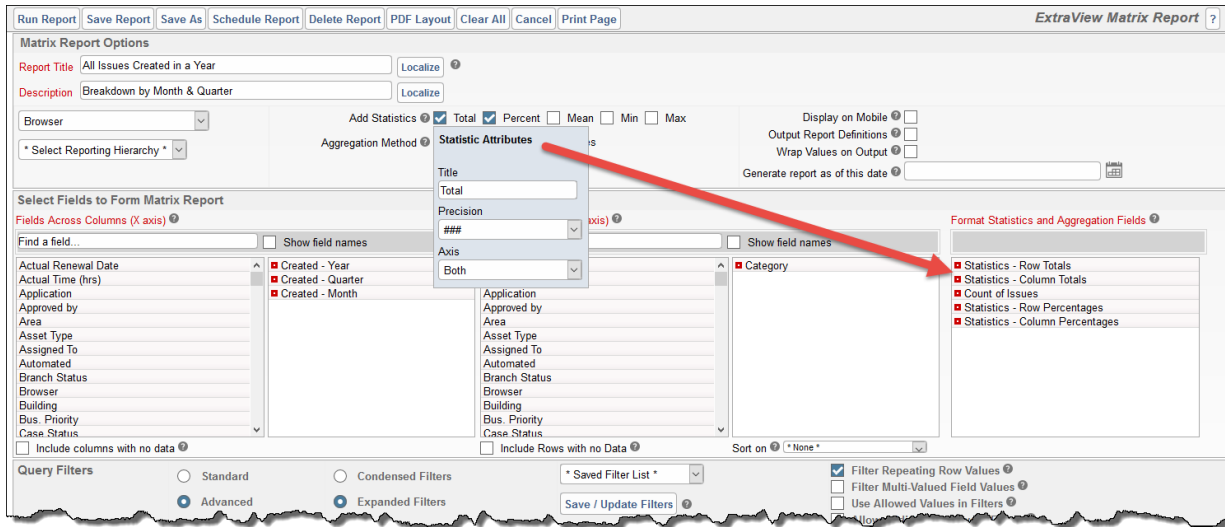 Run Report Save Report Save As Schedule Report Delete Report PDF Layout Clear All Cancel Print Page ExtraView Matrix Report ?
Matrix Report Options
Report Title All Issues Created in a Year Localize ?
Description Breakdown by Month & Quarter Localize
Browser Add Statistics ? Total Percent Mean Min Max Display on Mobile ?
* Select Reporting Hierarchy * Aggregation Method ? Output Report Definitions ?
Wrap Values on Output ?
Generate report as of this date ?
Statistic Attributes
Title
Total
Precision
###
Axis
Both
Select Fields to Form Matrix Report
Fields Across Columns (X axis) ? axis) ? Format Statistics and Aggregation Fields ?
Find a field... Show field names Show field names
Actual Renewal Date
Actual Time (hrs)
Application
Approved by
Area
Asset Type
Assigned To
Automated
Branch Status
Browser
Building
Bus. Priority
Case Status
Created - Year
Created - Quarter
Created - Month
Application
Approved by
Area
Asset Type
Assigned To
Automated
Branch Status
Browser
Building
Bus. Priority
Case Status
Category
Statistics - Row Totals
Statistics - Column Totals
Count of Issues
Statistics - Row Percentages
Statistics - Column Percentages
Include columns with no data ? Include Rows with no Data ? Sort on ? * None *
Query Filters Standard Condensed Filters * Saved Filter List * Filter Repeating Row Values ?
Filter Multi-Valued Field Values ?
Advanced Expanded Filters Save / Update Filters ? Use Allowed Values in Filters ?